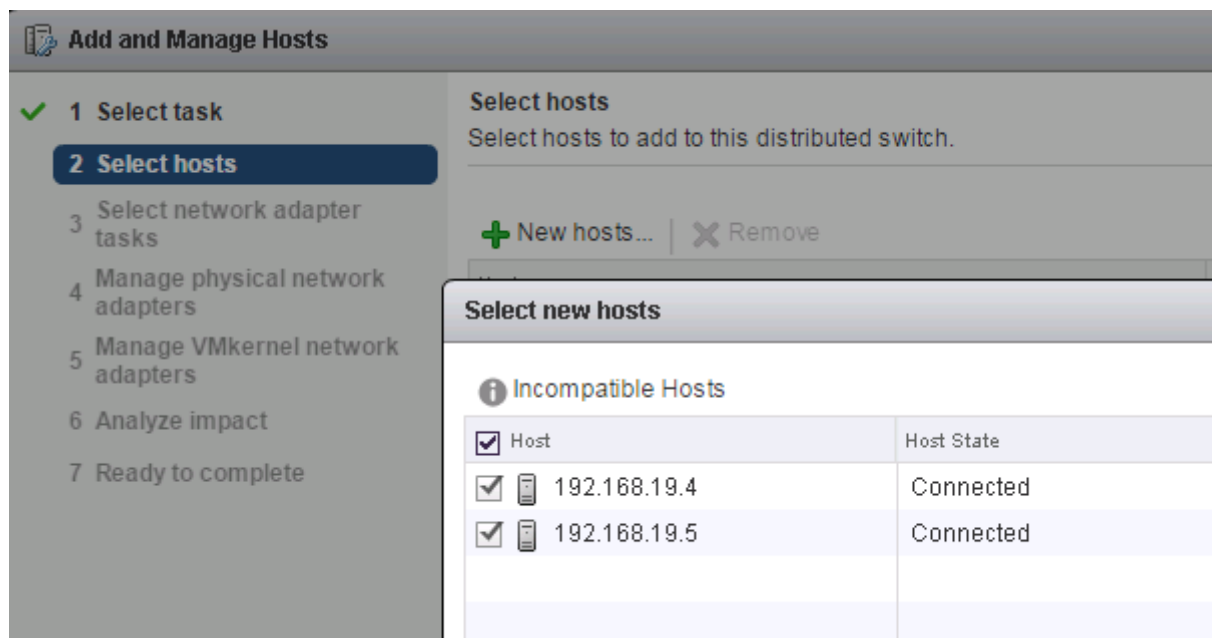 Add and Manage Hosts
1 Select task
2 Select hosts
3 Select network adapter
tasks
4 Manage physical network
adapters
5 Manage VMkernel network
adapters
6 Analyze impact
7 Ready to complete
Select hosts
Select hosts to add to this distributed switch.
New hosts... Remove
Select new hosts
Incompatible Hosts
Host Host State
192.168.19.4 Connected
192.168.19.5 Connected